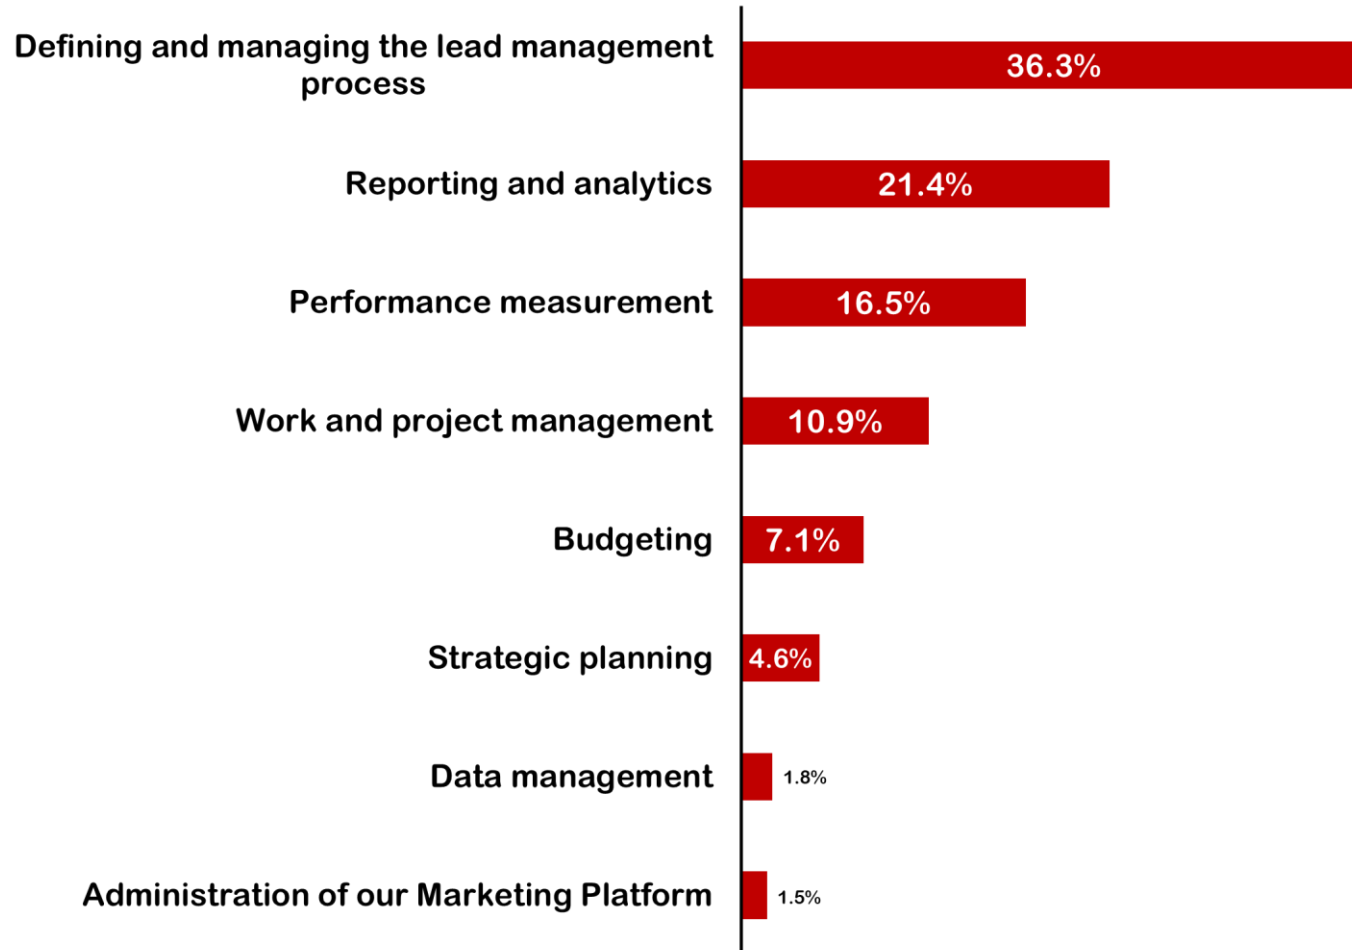 Defining and managing the lead management
process
36.3%
Reporting and analytics
21.4%
Performance measurement
16.5%
Work and project management
10.9%
Budgeting
7.1%
Strategic planning
4.6%
Data management
1.8%
Administration of our Marketing Platform
1.5%